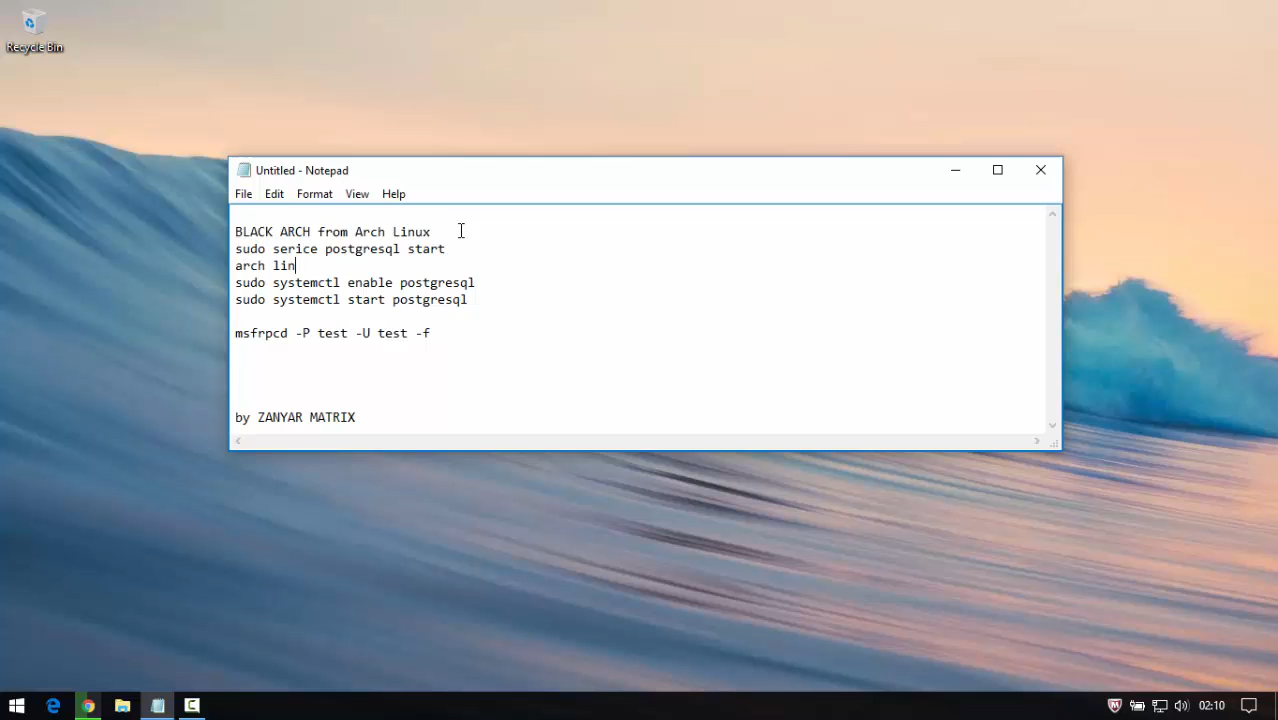 Recycle Bin
Untitled - Notepad
File Edit Format View Help
BLACK ARCH from Arch Linux
sudo serice postgresql start
arch lin
sudo systemctl enable postgresql
sudo systemctl start postgresql
msfrpcd -P test -U test -f
by ZANYAR MATRIX
02:10